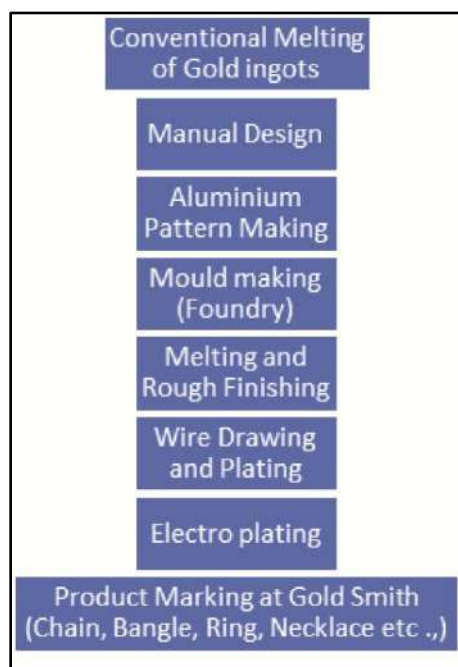 Conventional Melting
of Gold ingots
Manual Design
Aluminium
Pattern Making
Mould making
(Foundry)
Melting and
Rough Finishing
Wire Drawing
and Plating
Electro plating
Product Marking at Gold Smith
(Chain, Bangle, Ring, Necklace etc .,)